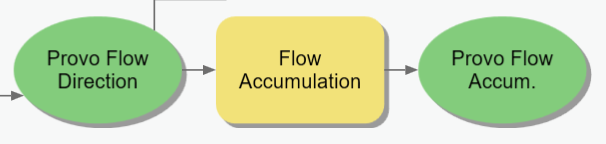 Provo Flow
Direction
Flow
Accumulation
Provo Flow
Accum.